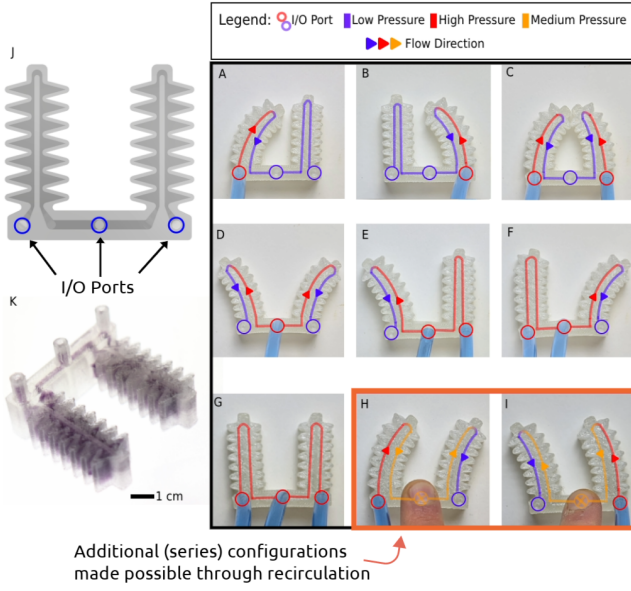 Legend: I/O Port Low Pressure High Pressure Medium Pressure
Flow Direction
J
I/O Ports
K
1 cm
A
B
C
D
E
F
G
H
I
Additional (series) configurations
made possible through recirculation